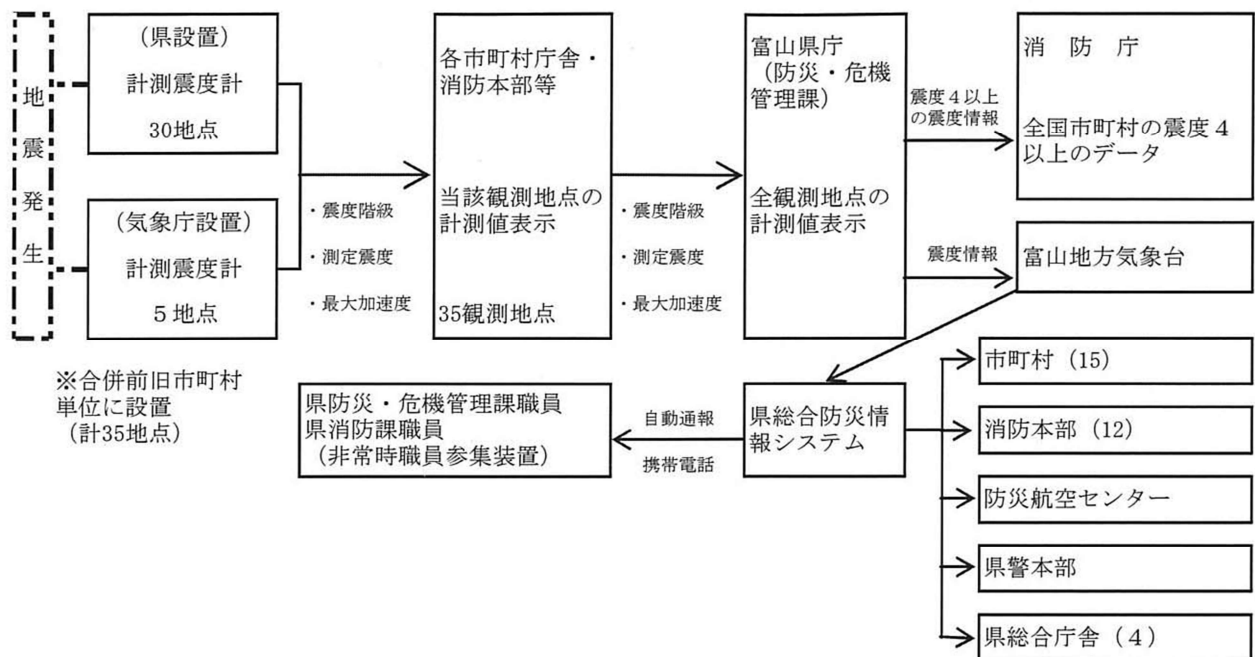 地震発生
(県設置)
計測震度計
30地点
(気象庁設置)
計測震度計
5地点
※合併前旧市町村
単位に設置
(計35地点)
・震度階級
・測定震度
・最大加速度
各市町村庁舎・
消防本部等
当該観測地点の
計測値表示
35観測地点
・震度階級
・測定震度
・最大加速度
富山県庁
(防災・危機
管理課)
全観測地点の
計測値表示
震度4以上
の震度情報
消防庁
全国市町村の震度4
以上のデータ
震度情報
富山地方気象台
県総合防災情
報システム
自動通報
携帯電話
県防災・危機管理課職員
県消防課職員
(非常時職員参集装置)
市町村(15)
消防本部(12)
防災航空センター
県警本部
県総合庁舎(4)